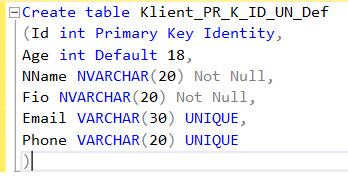 Create table Klient_PR_K_ID_UN_Def
(Id int Primary Key Identity,
Age int Default 18,
NName NVARCHAR(20) Not Null,
Fio NVARCHAR(20) Not Null,
Email VARCHAR(30) UNIQUE,
Phone VARCHAR(20) UNIQUE
)